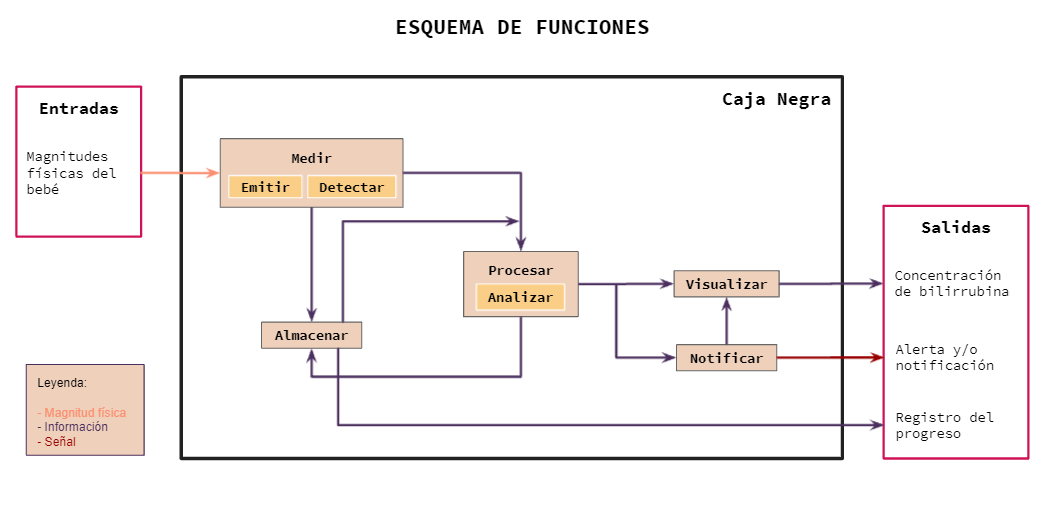 ESQUEMA DE FUNCIONES
Entradas
Magnitudes
físicas del
bebé
Caja Negra
Medir
Emitir
Detectar
Procesar
Analizar
Almacenar
Visualizar
Notificar
Salidas
Concentración
de bilirrubina
Alerta y/o
notificación
Registro del
progreso
Leyenda:
- Magnitud física
- Información
- Señal